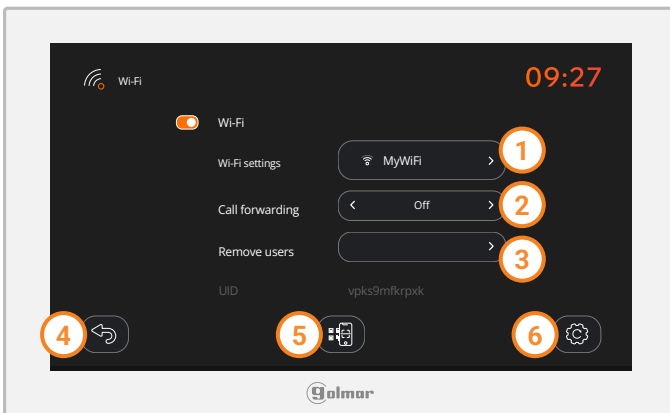 Wi-Fi
09:27
Wi-Fi
Wi-Fi settings
MyWiFi
1
Call forwarding
Off
2
Remove users
3
UID
vpks9mfkrpxk
4
5
6
golmar